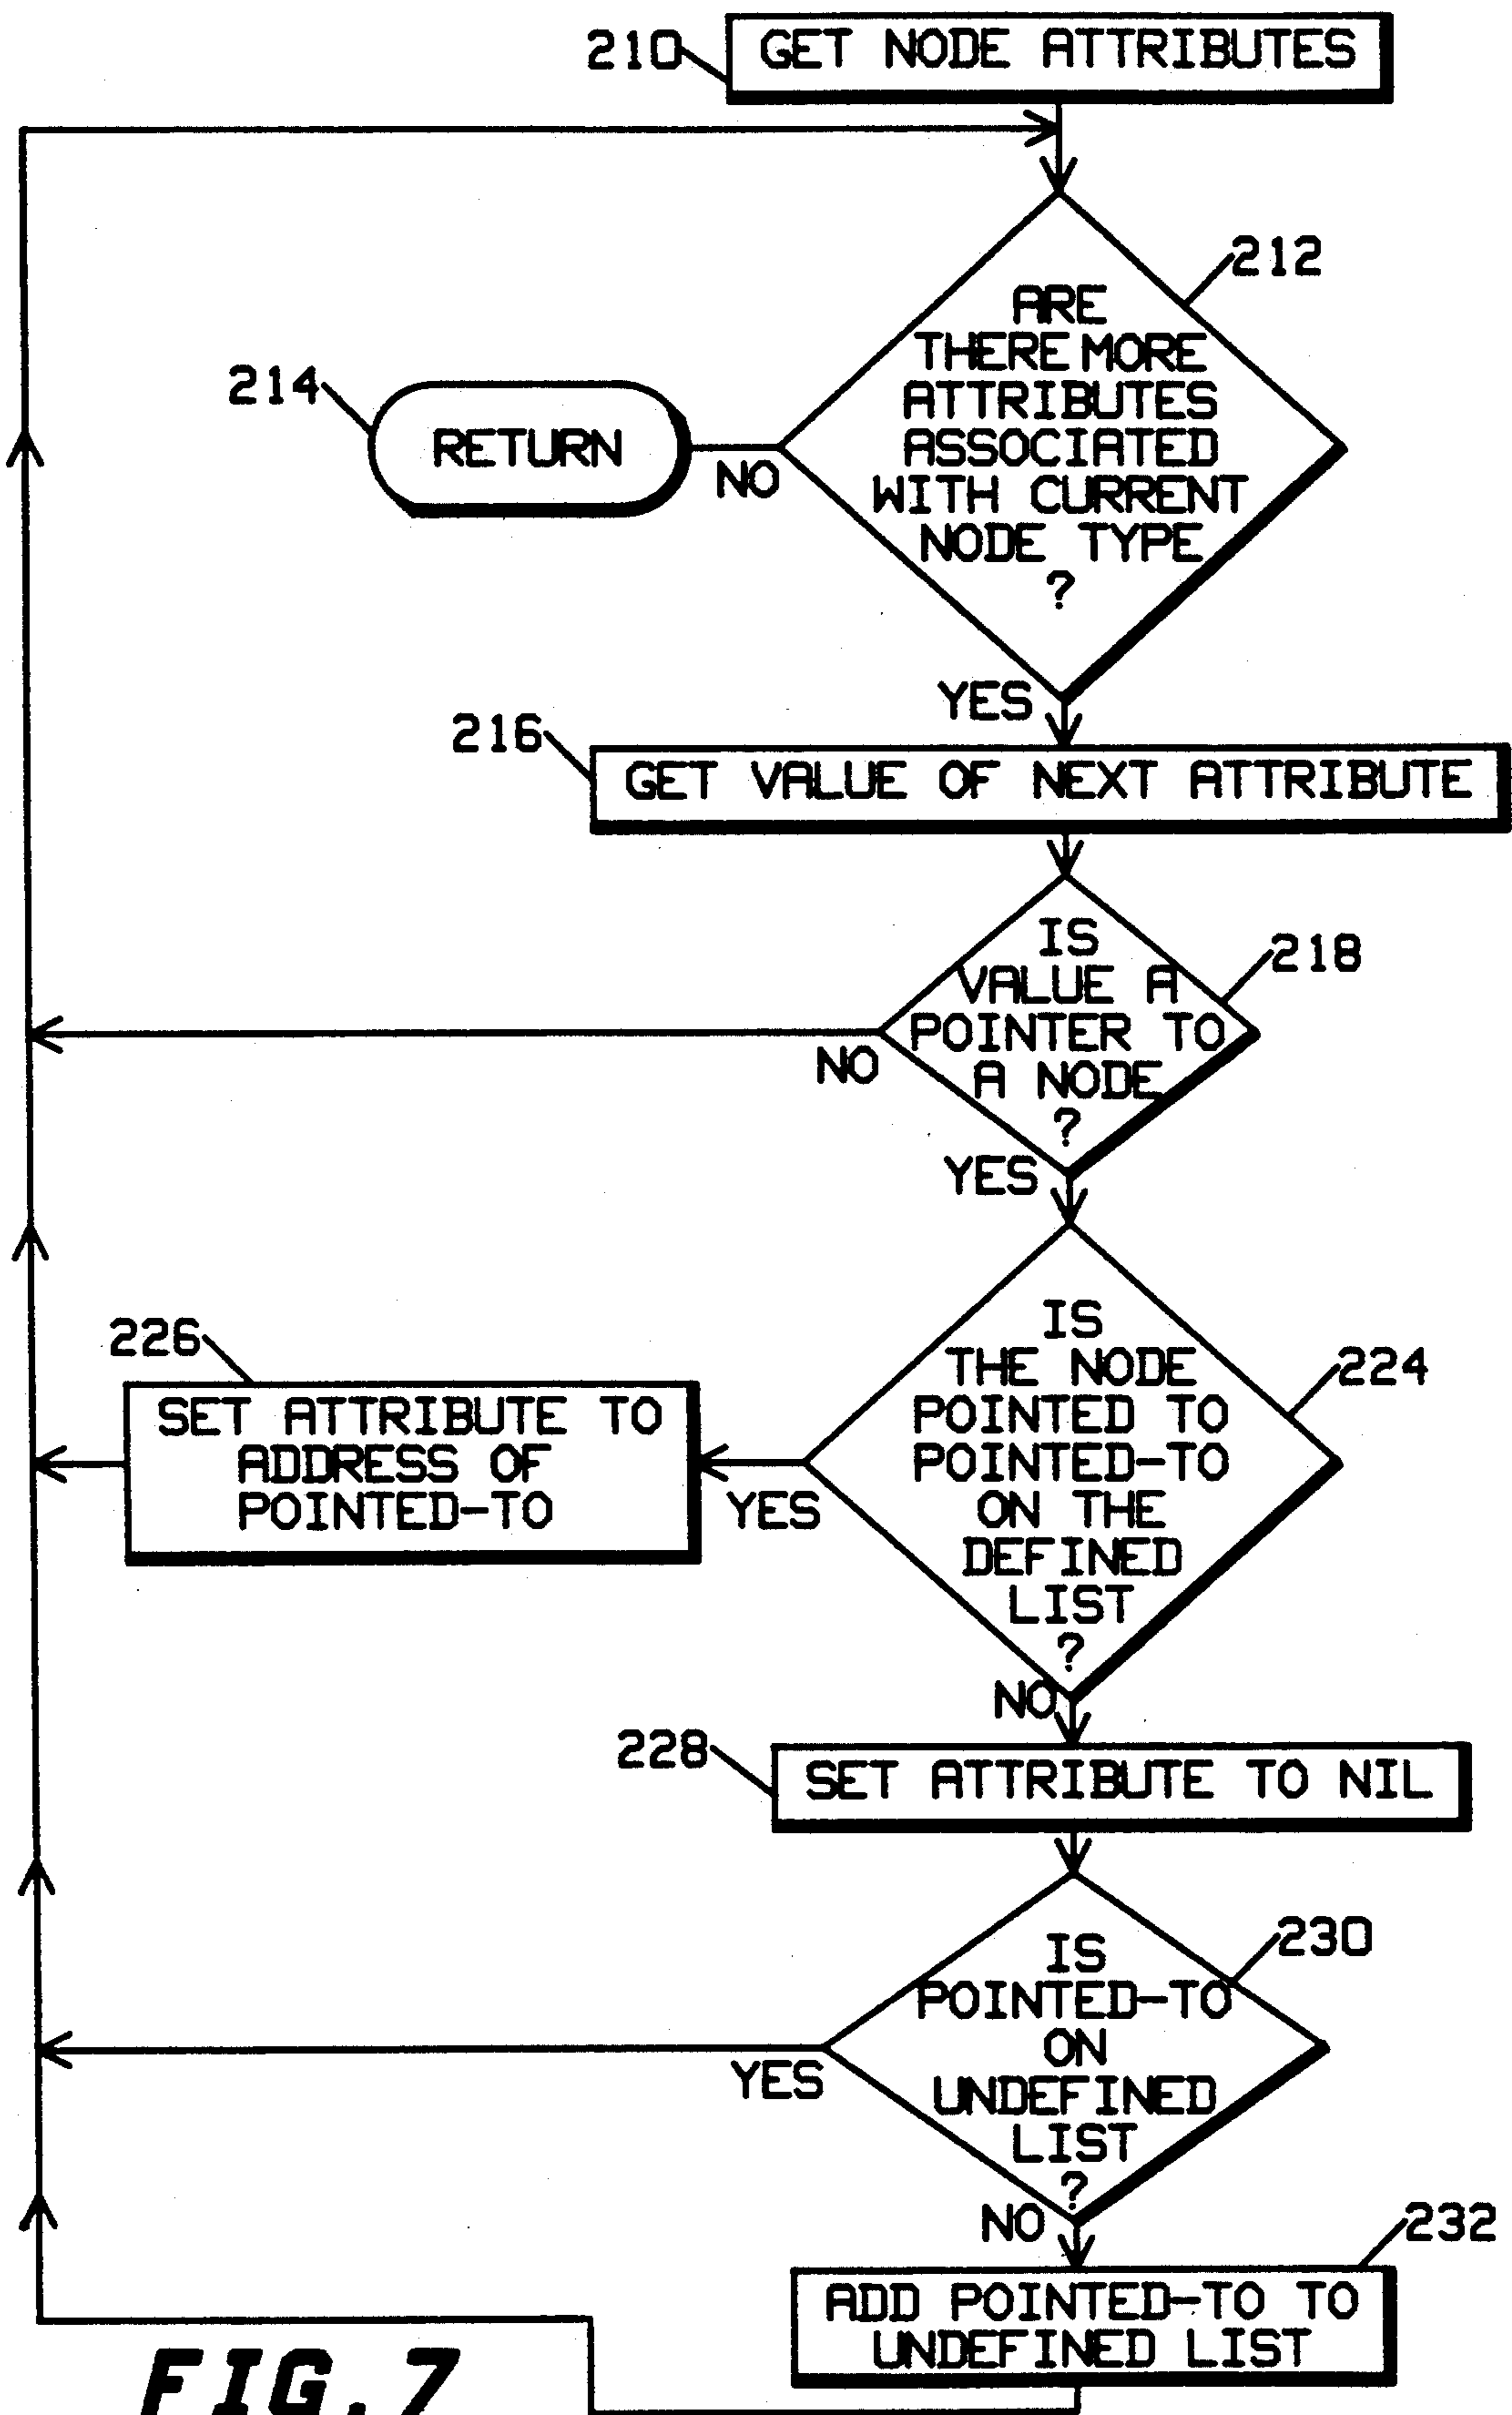 210
GET NODE ATTRIBUTES
212
ARE
THERE MORE
ATTRIBUTES
ASSOCIATED
WITH CURRENT
NODE TYPE
?
214
RETURN
NO
YES
216
GET VALUE OF NEXT ATTRIBUTE
218
IS
VALUE A
POINTER TO
A NODE
?
NO
YES
224
IS
THE NODE
POINTED TO
POINTED-TO
ON THE
DEFINED
LIST
?
226
SET ATTRIBUTE TO
ADDRESS OF
POINTED-TO
YES
NO
228
SET ATTRIBUTE TO NIL
230
IS
POINTED-TO
ON
UNDEFINED
LIST
?
YES
NO
232
ADD POINTED-TO TO
UNDEFINED LIST
FIG. 7